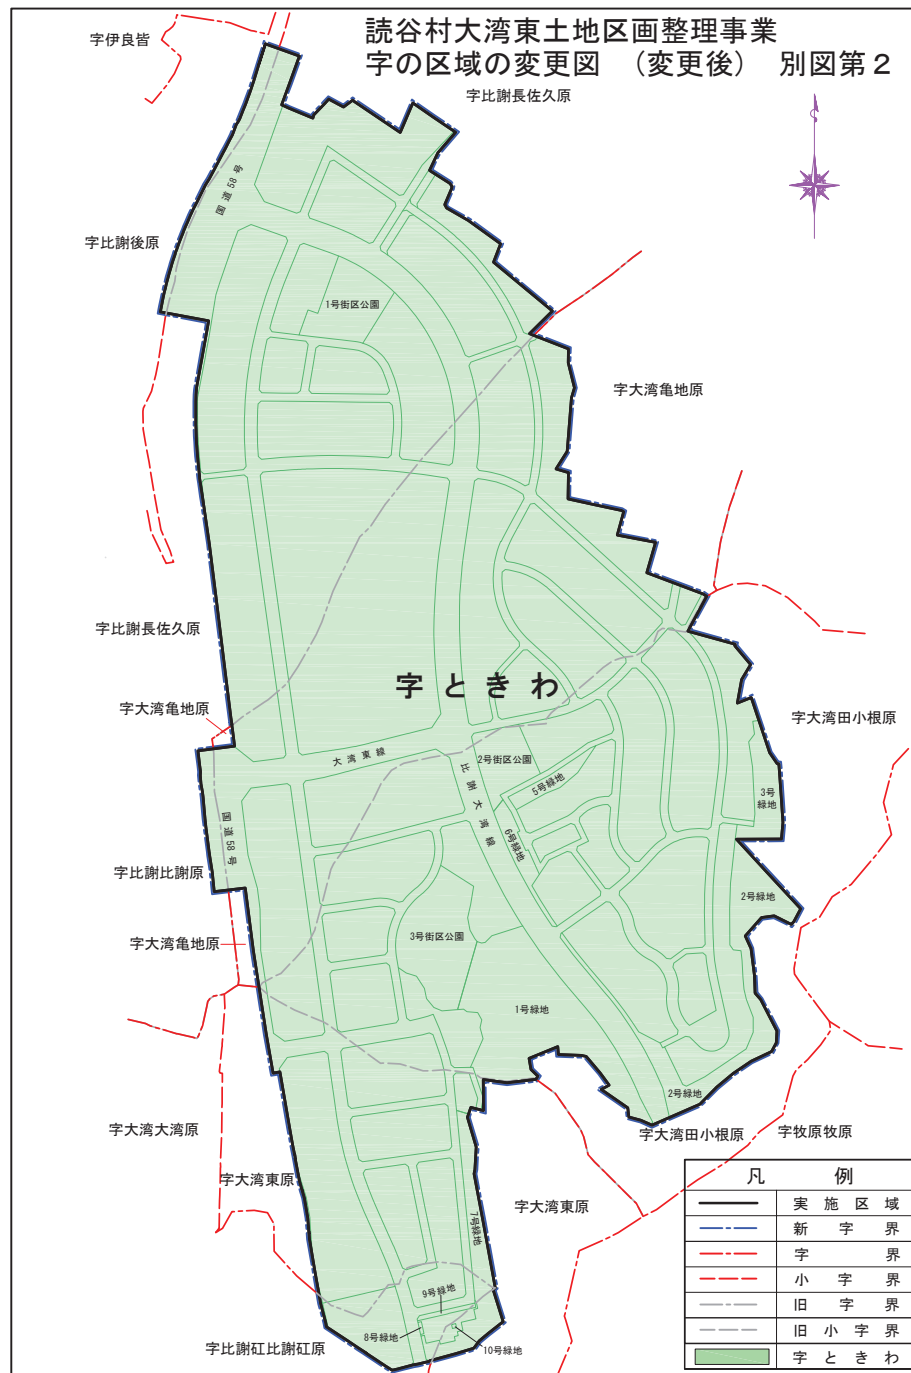 読谷村大湾東土地区画整理事業
字の区域の変更図 (変更後) 別図第2
字伊良皆
字比謝長佐久原
国道58号
字比謝後原
1号街区公園
字大湾亀地原
字比謝長佐久原
字ときわ
字大湾亀地原
字大湾田小根原
大湾東線
2号街区公園
比謝大湾線
5号緑地
3号
緑地
国道58号
6号緑地
字比謝比謝原
2号緑地
3号街区公園
字大湾亀地原
1号緑地
2号緑地
字大湾大湾原
字大湾田小根原
字牧原牧原
字大湾東原
字大湾東原
7号緑地
9号緑地
8号緑地
10号緑地
字比謝矼比謝矼原
凡例
実施区域
新字界
字界
小字界
旧字界
旧小字界
字ときわ